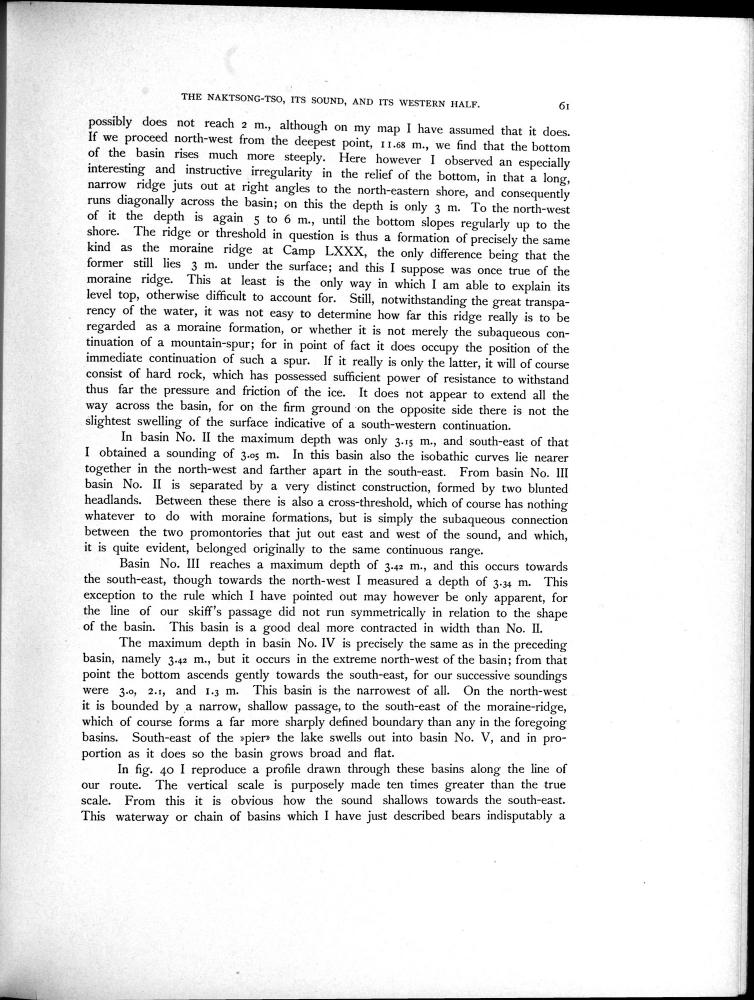 THE NAKTSONG-TSO, ITS SOUND, AND ITS WESTERN HALF. 61
possibly does not reach 2 m., although on my map I have assumed that it does.
If we proceed north-west from the deepest point, 11.68 m., we find that the bottom
of the basin rises much more steeply. Here however I observed an especially
interesting and instructive irregularity in the relief of the bottom, in that a long,
narrow ridge juts out at right angles to the north-eastern shore, and consequently
runs diagonally across the basin; on this the depth is only 3 m. To the north-west
of it the depth is again 5 to 6 m., until the bottom slopes regularly up to the
shore. The ridge or threshold in question is thus a formation of precisely the same
kind as the moraine ridge at Camp LXXX, the only difference being that the
former still lies 3 m. under the surface; and this I suppose was once true of the
moraine ridge. This at least is the only way in which I am able to explain its
level top, otherwise difficult to account for. Still, notwithstanding the great transpa-
rency of the water, it was not easy to determine how far this ridge really is to be
regarded as a moraine formation, or whether it is not merely the subaqueous con-
tinuation of a mountain-spur; for in point of fact it does occupy the position of the
immediate continuation of such a spur. If it really is only the latter, it will of course
consist of hard rock, which has possessed sufficient power of resistance to withstand
thus far the pressure and friction of the ice. It does not appear to extend all the
way across the basin, for on the firm ground on the opposite side there is not the
slightest swelling of the surface indicative of a south-western continuation.
In basin No. II the maximum depth was only 3.15 m., and south-east of that
I obtained a sounding of 3.05 m. In this basin also the isobathic curves lie nearer
together in the north-west and farther apart in the south-east. From basin No. III
basin No. II is separated by a very distinct construction, formed by two blunted
headlands. Between these there is also a cross-threshold, which of course has nothing
whatever to do with moraine formations, but is simply the subaqueous connection
between the two promontories that jut out east and west of the sound, and which,
it is quite evident, belonged originally to the same continuous range.
Basin No. III reaches a maximum depth of 3.42 m., and this occurs towards
the south-east, though towards the north-west I measured a depth of 3.34 m. This
exception to the rule which I have pointed out may however be only apparent, for
the line of our skiff's passage did not run symmetrically in relation to the shape
of the basin. This basin is a good deal more contracted in width than No. II.
The maximum depth in basin No. IV is precisely the same as in the preceding
basin, namely 3.42 m., but it occurs in the extreme north-west of the basin; from that
point the bottom ascends gently towards the south-east, for our successive soundings
were 3.0, 2.1, and 1.3 m. This basin is the narrowest of all. On the north-west
it is bounded by a narrow, shallow passage, to the south-east of the moraine-ridge,
which of course forms a far more sharply defined boundary than any in the foregoing
basins. South-east of the »pier» the lake swells out into basin No. V, and in pro-
portion as it does so the basin grows broad and flat.
In fig. 40 I reproduce a profile drawn through these basins along the line of
our route. The vertical scale is purposely made ten times greater than the true
scale. From this it is obvious how the sound shallows towards the south-east.
This waterway or chain of basins which I have just described bears indisputably a